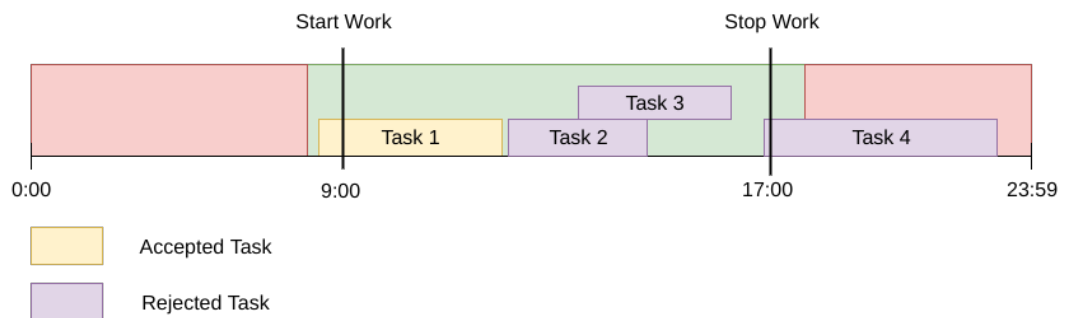 Start Work
Stop Work
Task 3
Task 1
Task 2
Task 4
0:00
9:00
17:00
23:59
Accepted Task
Rejected Task